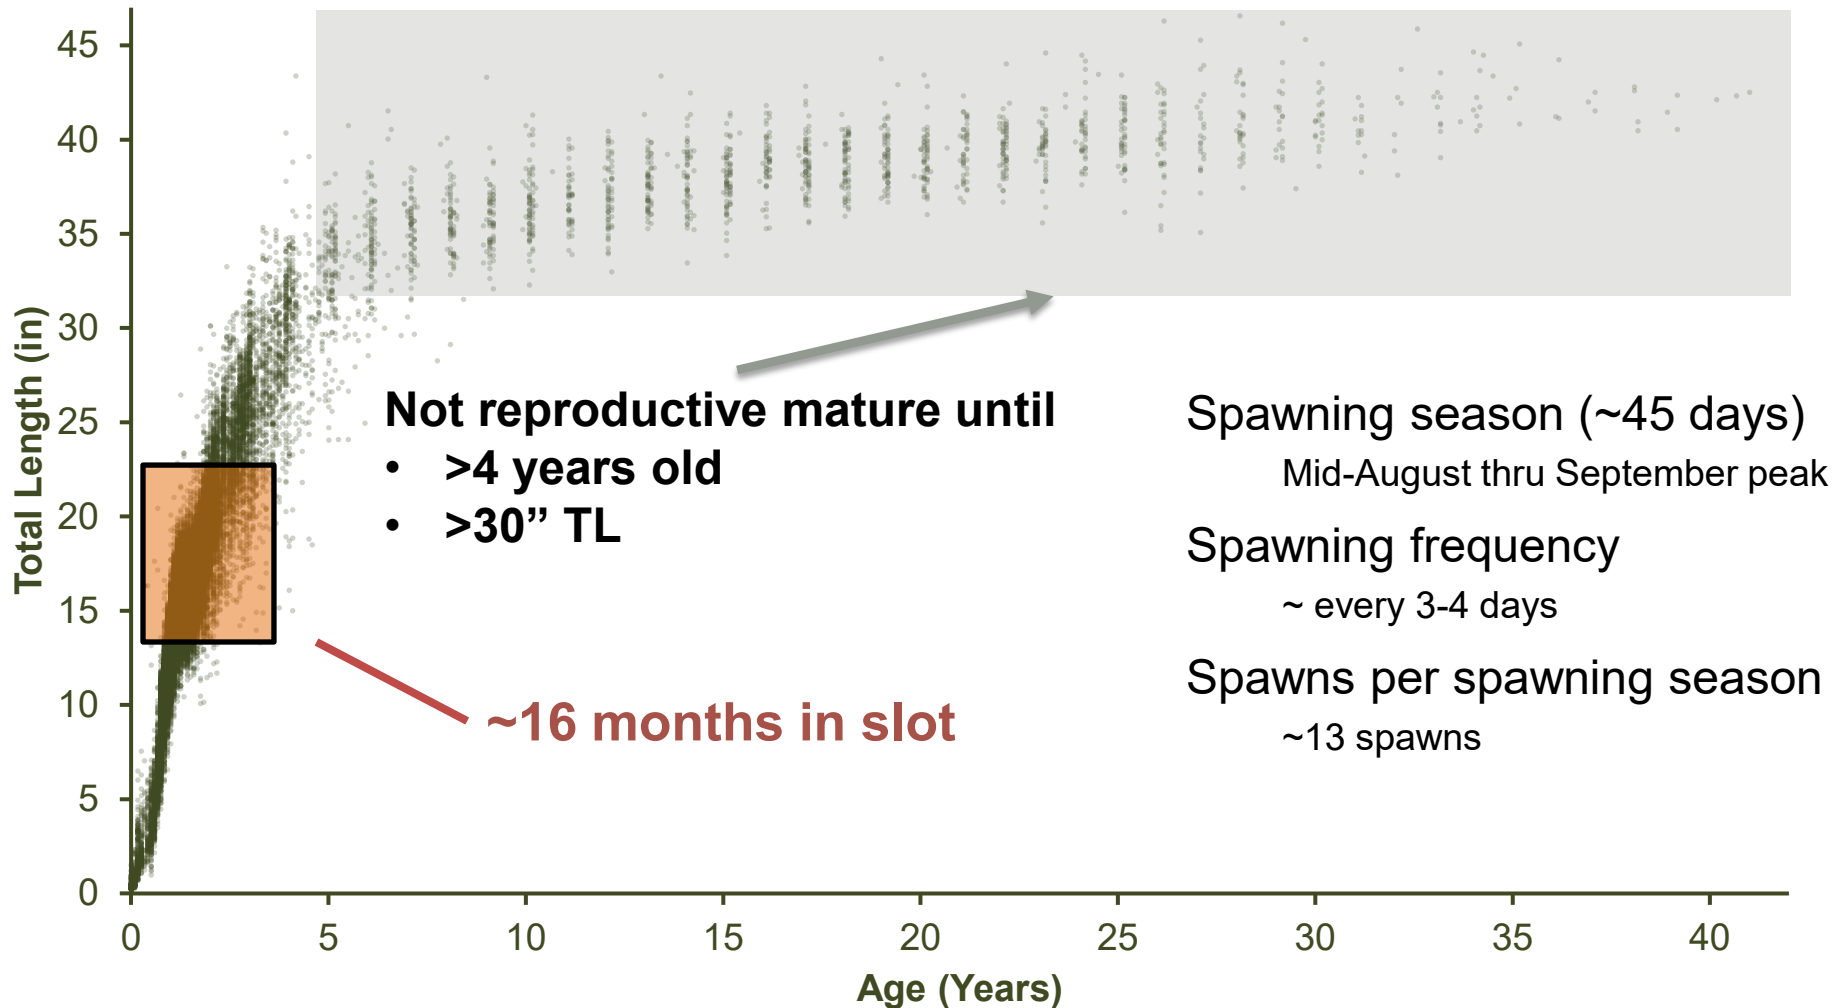 45
40
35
30
25
20
15
10
5
0
Total Length (in)
Not reproductive mature until
• >4 years old
• >30” TL
~16 months in slot
Spawning season (~45 days)
Mid-August thru September peak
Spawning frequency
~ every 3-4 days
Spawns per spawning season
~13 spawns
0 5 10 15 20 25 30 35 40
Age (Years)